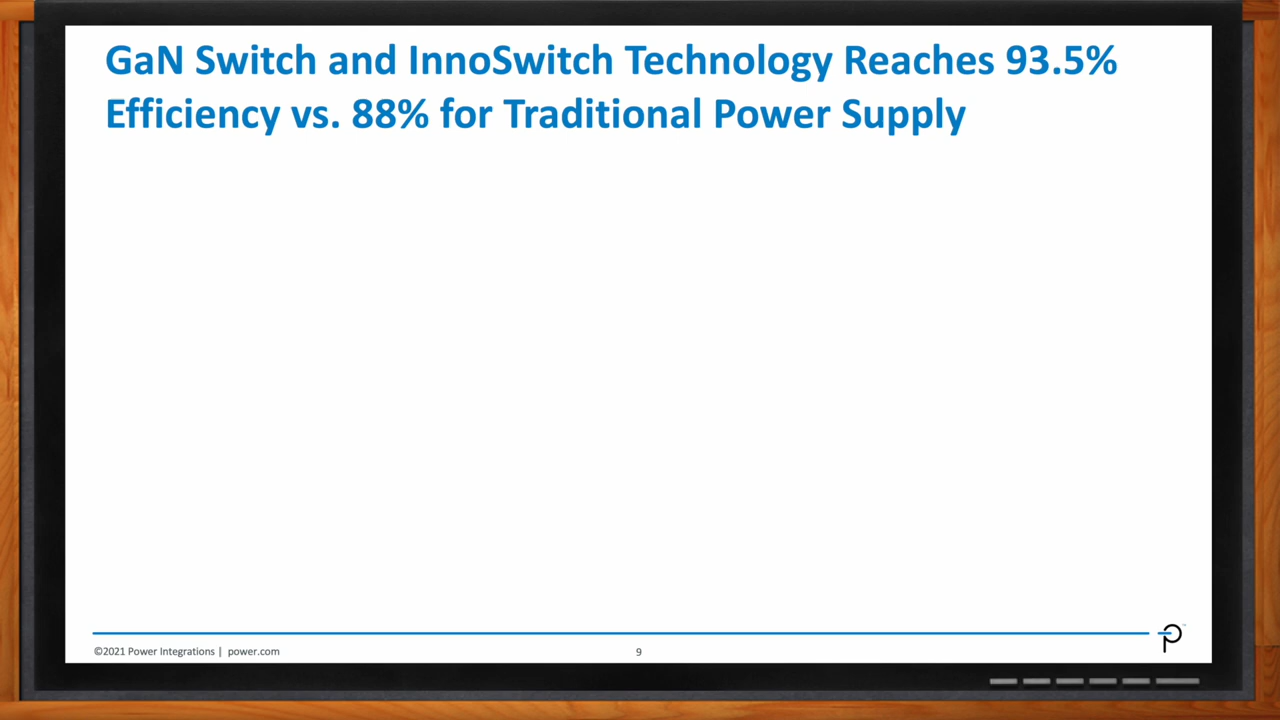 GaN Switch and InnoSwitch Technology Reaches 93.5%
Efficiency vs. 88% for Traditional Power Supply
©2021 Power Integrations | power.com
9